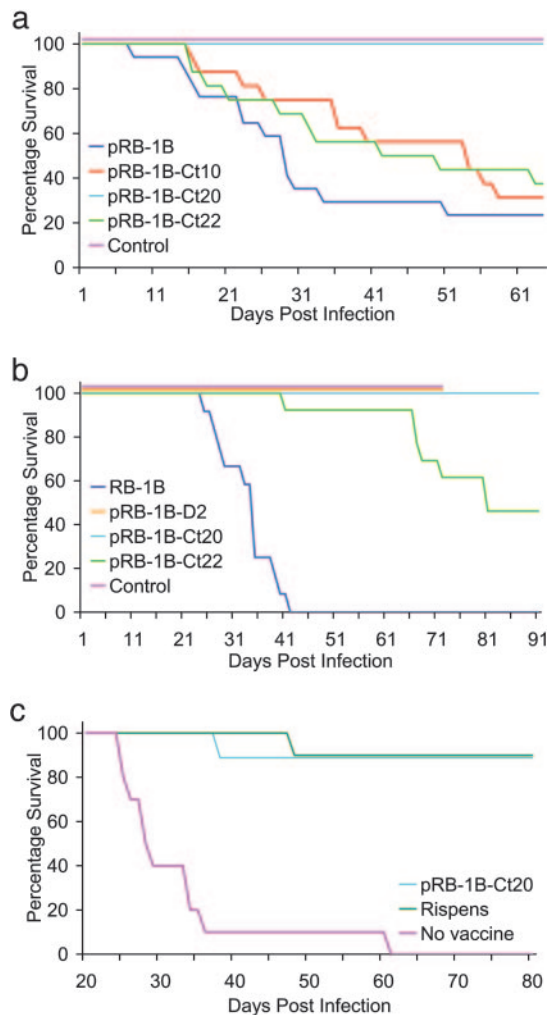 a
100
80
60
40
20
0
Percentage Survival
pRB-1B
pRB-1B-Ct10
pRB-1B-Ct20
pRB-1B-Ct22
Control
1 11 21 31 41 51 61
Days Post Infection
b
100
80
60
40
20
0
Percentage Survival
RB-1B
pRB-1B-D2
pRB-1B-Ct20
pRB-1B-Ct22
Control
1 11 21 31 41 51 61 71 81 91
Days Post Infection
c
100
80
60
40
20
0
Percentage Survival
pRB-1B-Ct20
Rispens
No vaccine
20 30 40 50 60 70 80
Days Post Infection